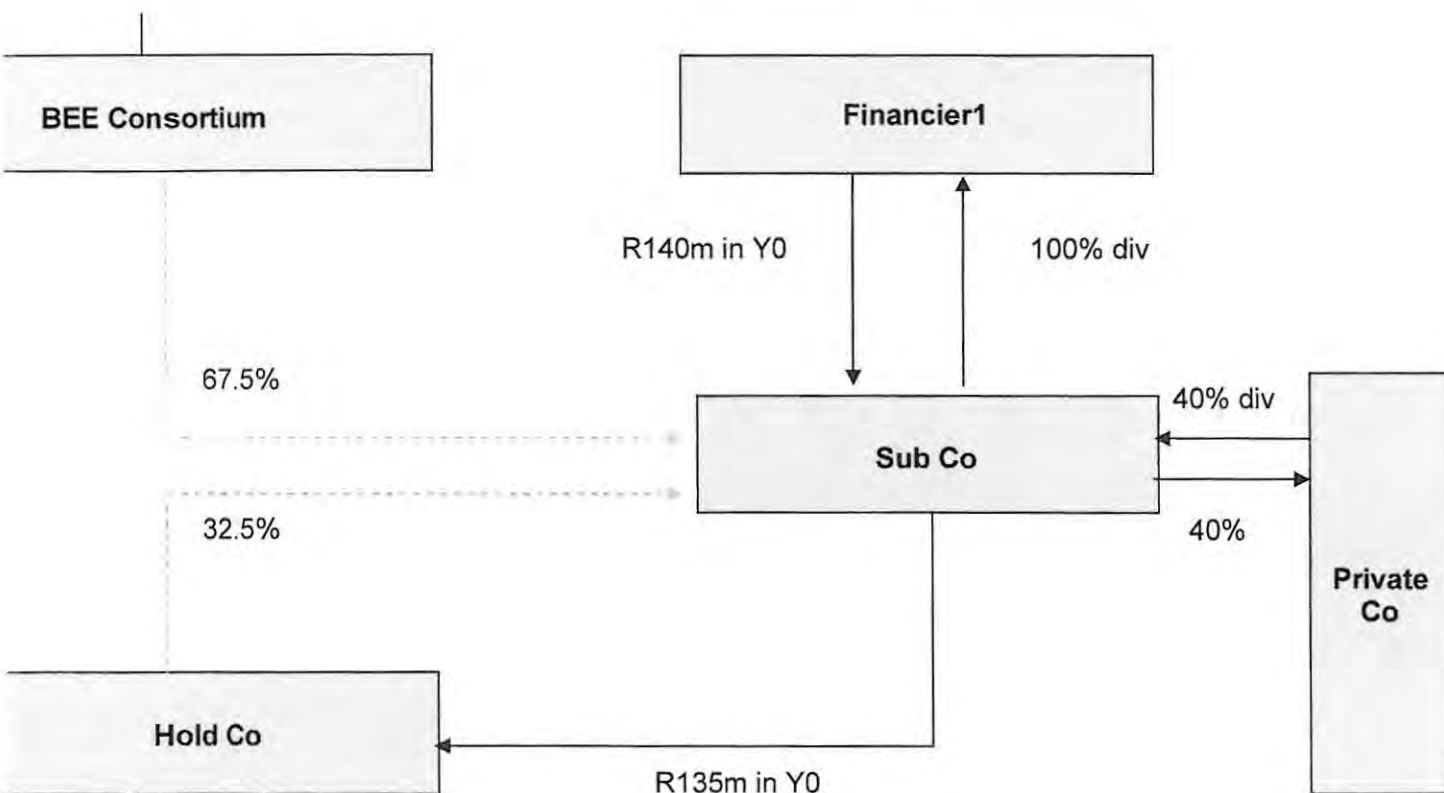 BEE Consortium
Financier1
R140m in Y0
100% div
67.5%
40% div
Sub Co
32.5%
40%
Private
Co
Hold Co
R135m in Y0